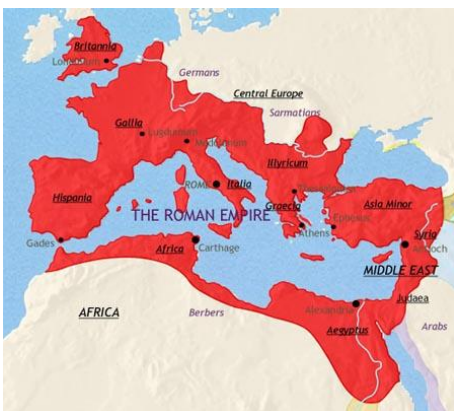 Britannia
Londinium
Germans
Central Europe
Sarmatians
Gallia
Lugdunum
Mediolanum
Illyricum
ROME
Italia
Hispania
THE ROMAN EMPIRE
Graecia
Athens
Ephesus
Asia Minor
Syria
Antioch
Gades
Africa
Carthage
MIDDLE EAST
Judaea
Alexandria
AFRICA
Berbers
Aegyptus
Arabs